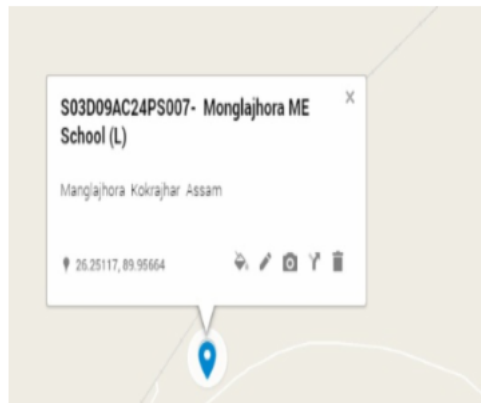 S03D09AC24PS007- Monglajhora ME
School (L)
Manglajhora Kokrajhar Assam
26.25117, 89.95664